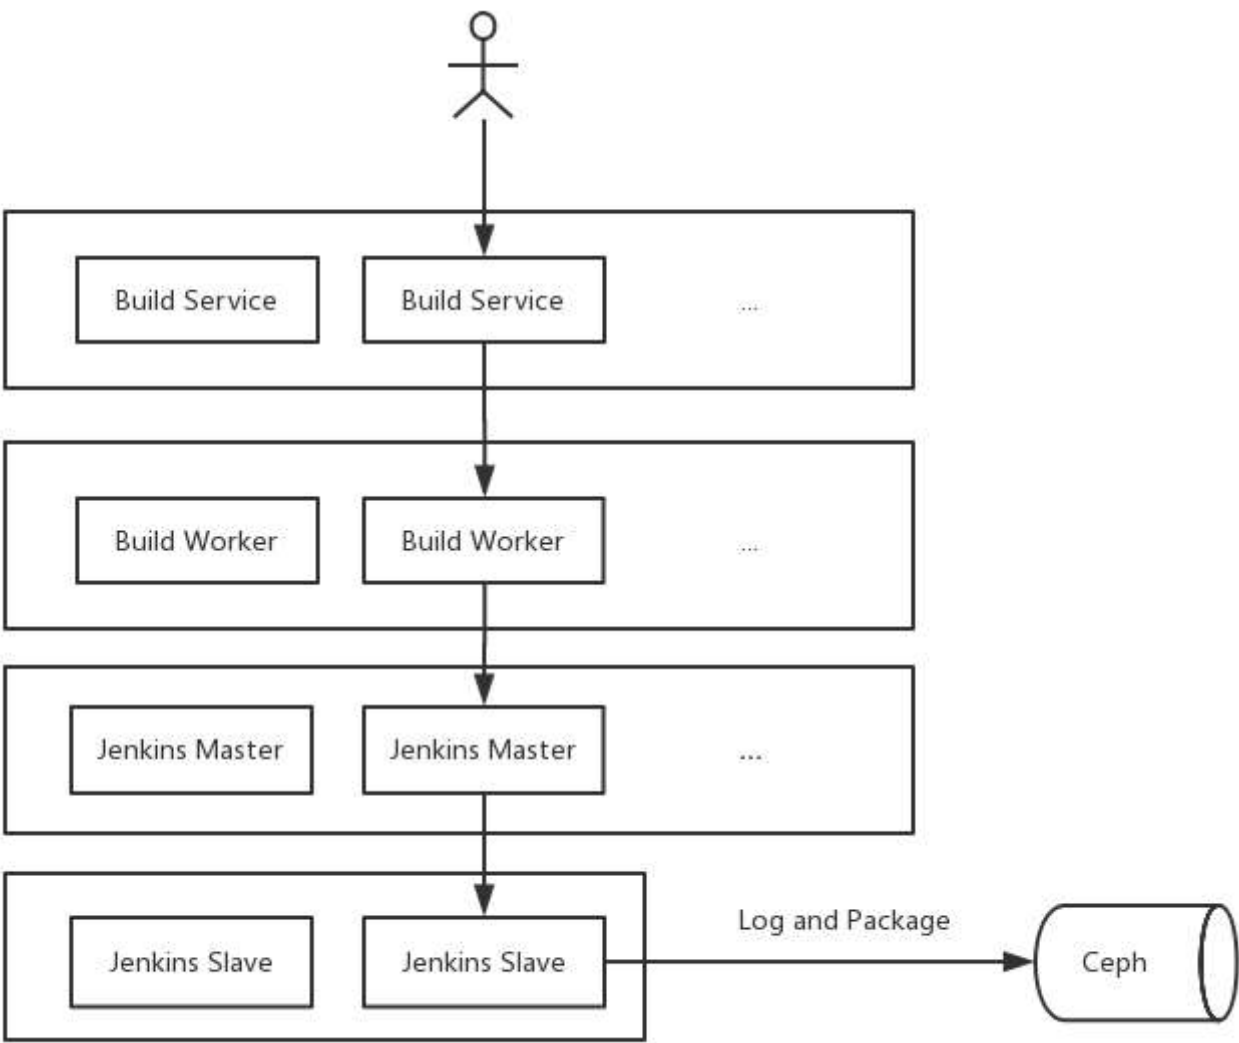 Build Service
Build Service
...
Build Worker
Build Worker
...
Jenkins Master
Jenkins Master
...
Jenkins Slave
Jenkins Slave
Log and Package
Ceph